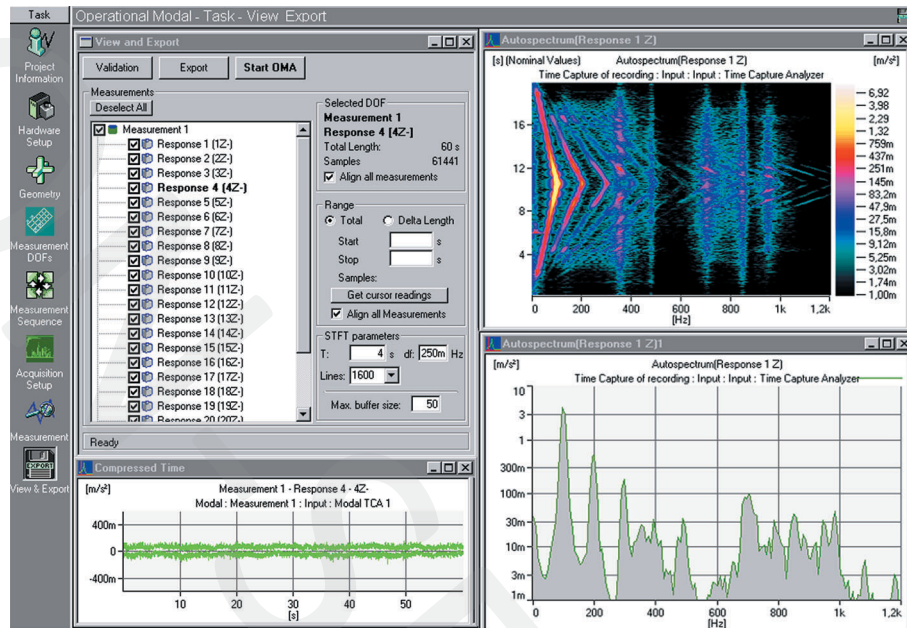 Task
Operational Modal - Task - View Export
Project Information
Hardware Setup
Geometry
Measurement DOFs
Measurement Sequence
Acquisition Setup
Measurement
EXPORT
View & Export
View and Export
Validation
Export
Start OMA
Measurements
Deselect All
Measurement 1
Response 1 (1Z-)
Response 2 (2Z-)
Response 3 (3Z-)
Response 4 (4Z-)
Response 5 (5Z-)
Response 6 (6Z-)
Response 7 (7Z-)
Response 8 (8Z-)
Response 9 (9Z-)
Response 10 (10Z-)
Response 11 (11Z-)
Response 12 (12Z-)
Response 13 (13Z-)
Response 14 (14Z-)
Response 15 (15Z-)
Response 16 (16Z-)
Response 17 (17Z-)
Response 18 (18Z-)
Response 19 (19Z-)
Response 20 (20Z-)
Selected DOF
Measurement 1
Response 4 [4Z-]
Total Length: 60 s
Samples 61441
Align all measurements
Range
Total Delta Length
Start s
Stop s
Samples:
Get cursor readings
Align all Measurements
STFT parameters
T: 4 s df: 250m Hz
Lines: 1600
Max. buffer size: 50
Ready
Compressed Time
[m/s²]
Measurement 1 - Response 4 - 4Z-
Modal : Measurement 1 : Input : Modal TCA 1
400m
0
-400m
10 20 30 40 50
[s]
Autospectrum(Response 1 Z)
[s] (Nominal Values) Autospectrum(Response 1 Z) [m/s²]
Time Capture of recording : Input : Input : Time Capture Analyzer
16
12
8
4
0 200 400 600 800 1k 1,2k
[Hz]
6,92
3,98
2,29
1,32
759m
437m
251m
145m
83,2m
47,9m
27,5m
15,8m
9,12m
5,25m
3,02m
1,74m
1,00m
Autospectrum(Response 1 Z)1
[m/s²] Autospectrum(Response 1 Z)
Time Capture of recording : Input : Input : Time Capture Analyzer
10
3
1
300m
100m
30m
10m
3m
1m
0 200 400 600 800 1k
[Hz]